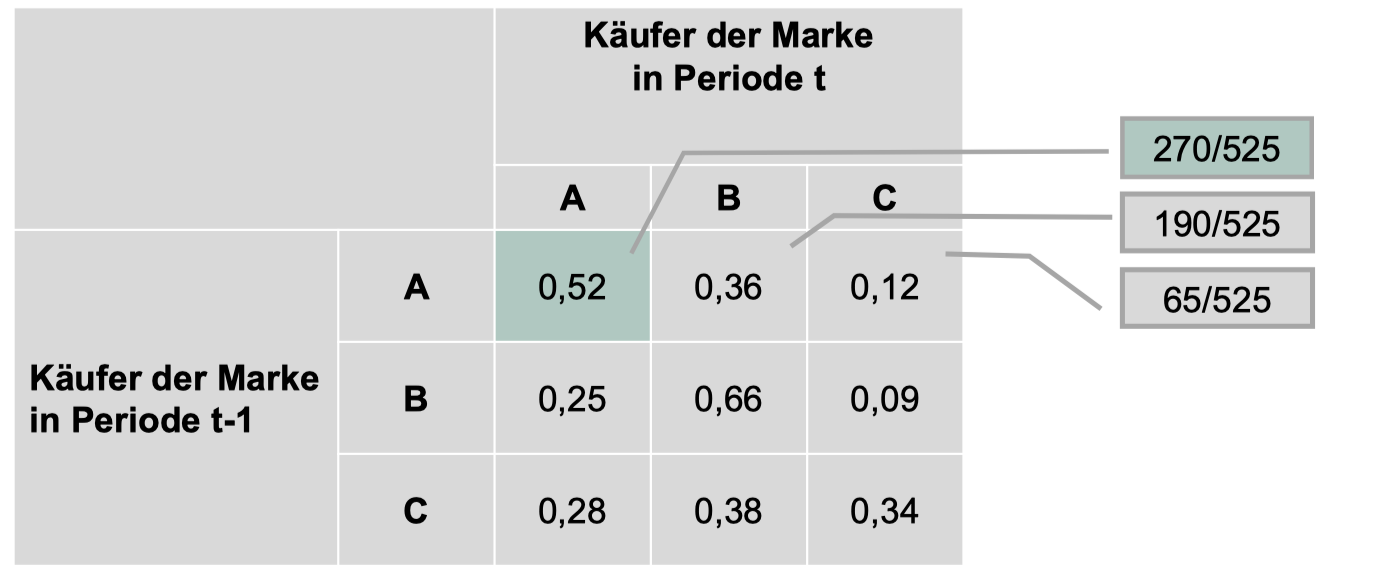 Käufer der Marke
in Periode t
270/525
190/525
65/525
A B C
A 0,52 0,36 0,12
Käufer der Marke
in Periode t-1
B 0,25 0,66 0,09
C 0,28 0,38 0,34